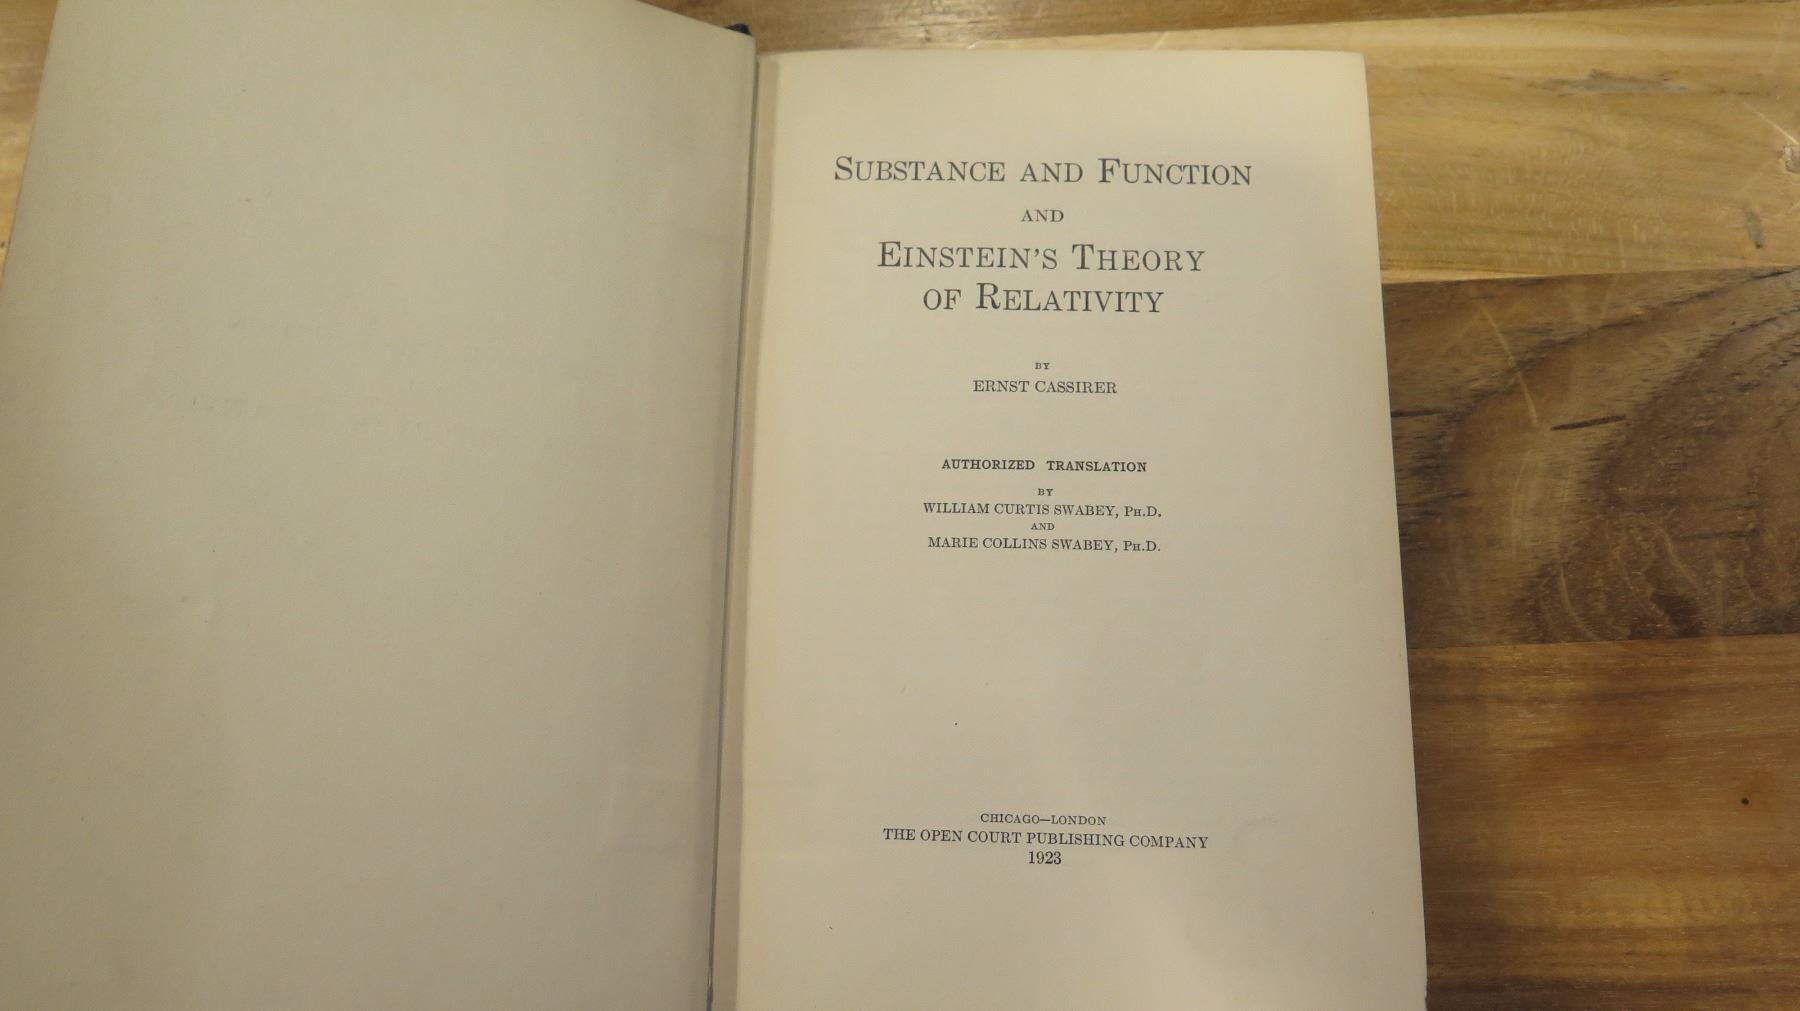 SUBSTANCE AND FUNCTION
AND
EINSTEIN'S THEORY
OF RELATIVITY
BY
ERNST CASSIRER
AUTHORIZED TRANSLATION
BY
WILLIAM CURTIS SWABEY, PH.D.
AND
MARIE COLLINS SWABEY, PH.D.
CHICAGO—LONDON
THE OPEN COURT PUBLISHING COMPANY
1923